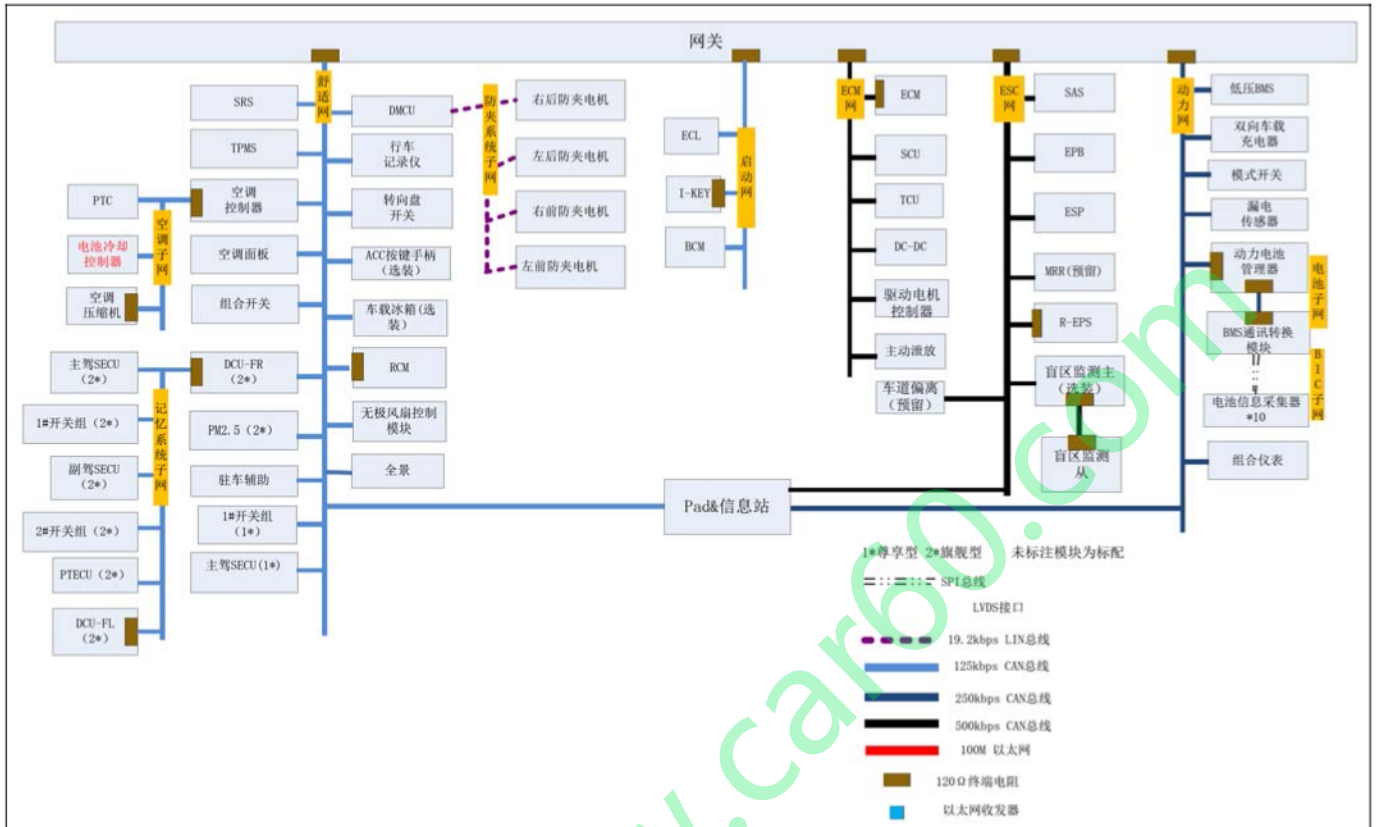 网关
舒适网
SRS
TPMS
空调
控制器
空调面板
组合开关
DCU-FR
(2*)
PM2.5（2*）
驻车辅助
1#开关组
(1*)
主驾SECU(1*)
PTC
电池冷却
控制器
空调
压缩机
空调子网
主驾SECU
(2*)
1#开关组（2*）
副驾SECU
(2*)
2#开关组（2*）
PTECU（2*）
DCU-FL
(2*)
记忆系统子网
DMCU
行车
记录仪
转向盘
开关
ACC按键手柄
（选装）
车载冰箱(选
装)
RCM
无极风扇控制
模块
全景
防夹系统子网
右后防夹电机
左后防夹电机
右前防夹电机
左前防夹电机
ECL
I-KEY
BCM
启动网
ECM
网
ECM
SCU
TCU
DC-DC
驱动电机
控制器
主动泄放
车道偏离
（预留）
ESC
网
SAS
EPB
ESP
MRR(预留)
R-EPS
盲区监测主
（选装）
盲区监测
从
动力网
低压BMS
双向车载
充电器
模式开关
漏电
传感器
动力电池
管理器
BMS通讯转换
模块
电池信息采集器
*10
组合仪表
电池子网
BIC子网
Pad&信息站
1*尊享型 2*旗舰型 未标注模块为标配
SPI总线
LVDS接口
19.2kbps LIN总线
125kbps CAN总线
250kbps CAN总线
500kbps CAN总线
100M 以太网
120Ω终端电阻
以太网收发器
www.car60.com